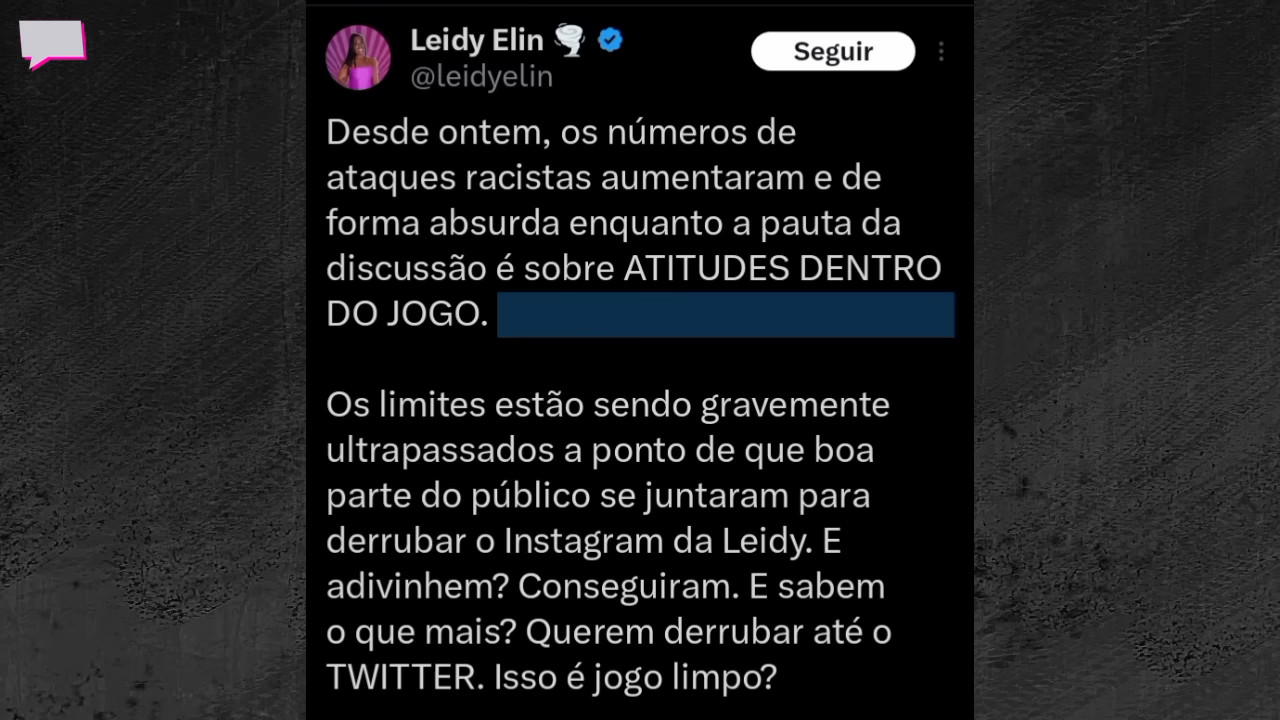 Leidy Elin
Seguir
@leidyelin
Desde ontem, os números de
ataques racistas aumentaram e de
forma absurda enquanto a pauta da
discussão é sobre ATITUDES DENTRO
DO JOGO.
Os limites estão sendo gravemente
ultrapassados a ponto de que boa
parte do público se juntaram para
derrubar o Instagram da Leidy. E
adivinhem? Conseguiram. E sabem
o que mais? Querem derrubar até o
TWITTER. Isso é jogo limpo?